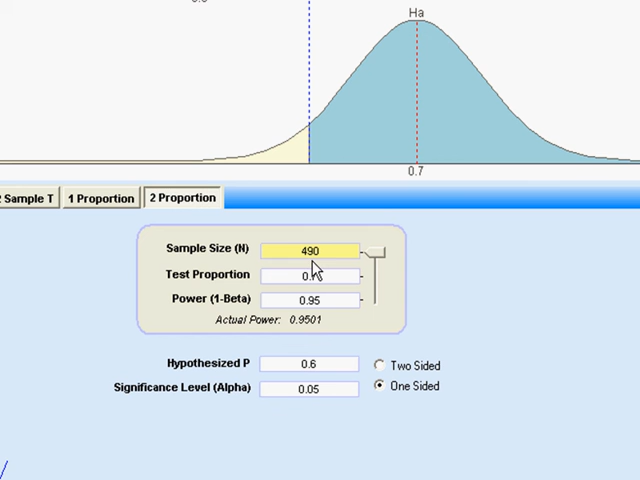 Ha
0.7
2 Sample T 1 Proportion 2 Proportion
Sample Size (N) 490
Test Proportion
Power (1-Beta) 0.95
Actual Power: 0.9501
Hypothesized P 0.6 Two Sided
Significance Level (Alpha) 0.05 One Sided